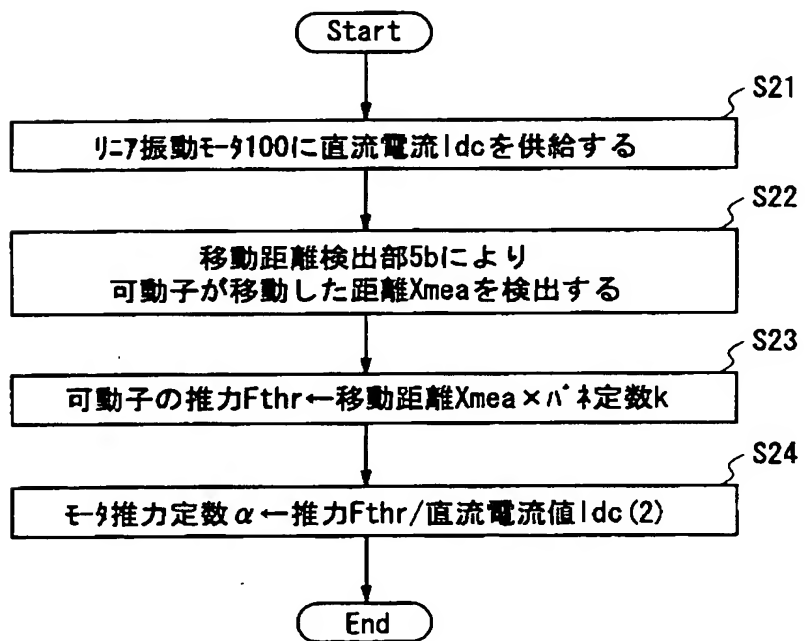 Start
S21
リニア振動モータ100に直流電流Idcを供給する
S22
移動距離検出部5bにより
可動子が移動した距離Xmeaを検出する
S23
可動子の推力Fthr←移動距離Xmea×バネ定数k
S24
モータ推力定数α←推力Fthr/直流電流値Idc(2)
End